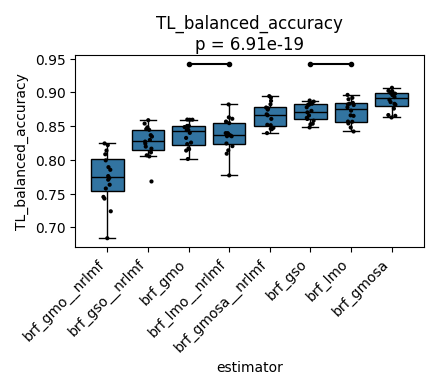 TL_balanced_accuracy
p = 6.91e-19
0.95
0.90
0.85
0.80
0.75
0.70
TL_balanced_accuracy
brf_gmo__nrlmf
brf_gso__nrlmf
brf_gmo
brf_lmo__nrlmf
brf_gmosa__nrlmf
brf_gso
brf_lmo
brf_gmosa
estimator